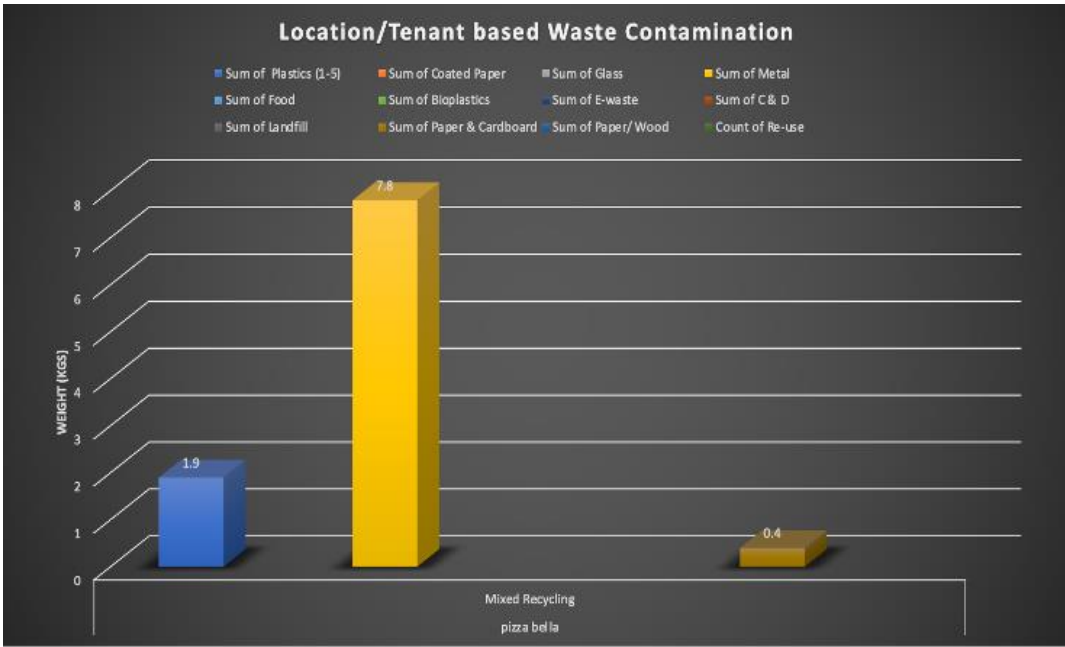 Location/Tenant based Waste Contamination
Sum of Plastics (1-5) Sum of Coated Paper Sum of Glass Sum of Metal
Sum of Food Sum of Bioplastics Sum of E-waste Sum of C & D
Sum of Landfill Sum of Paper & Cardboard Sum of Paper/ Wood Count of Re-use
WEIGHT (KGS)
8
7
6
5
4
3
2
1
0
1.9
7.8
0.4
Mixed Recycling
pizza bella